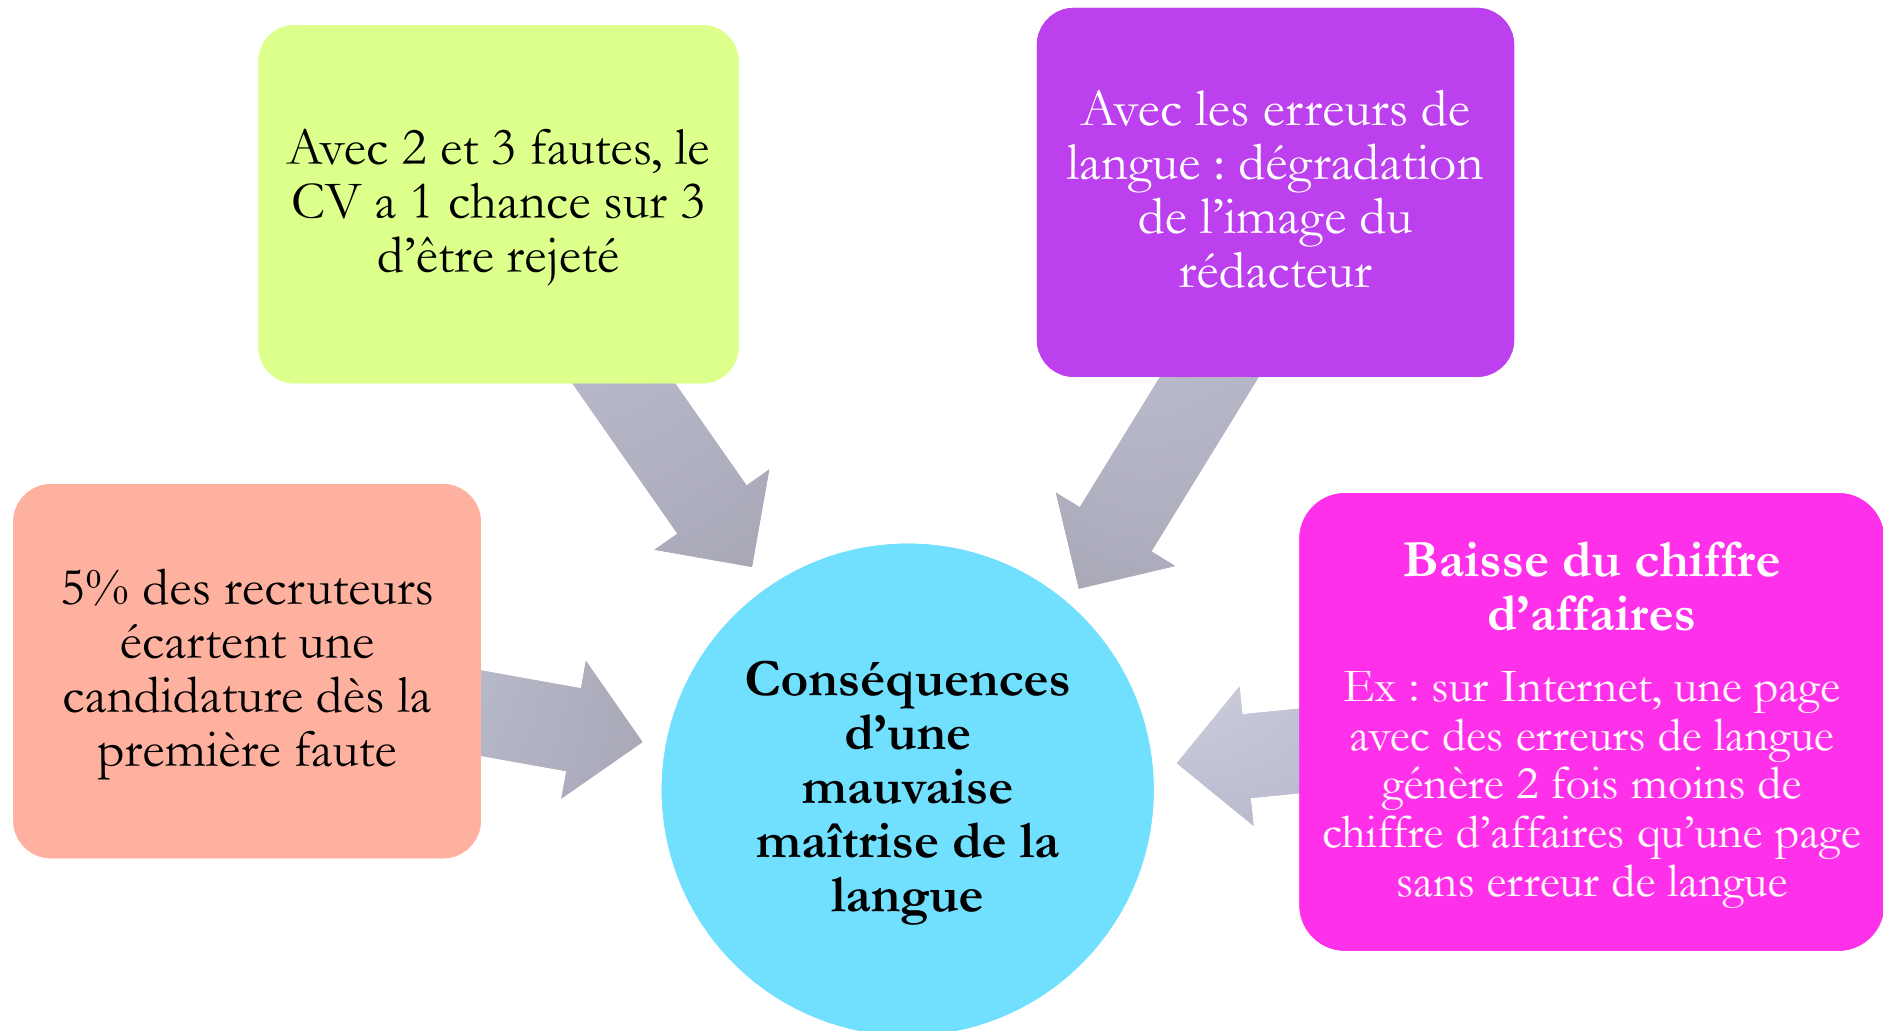 Avec 2 et 3 fautes, le
CV a 1 chance sur 3
d’être rejeté
Avec les erreurs de
langue : dégradation
de l’image du
rédacteur
5% des recruteurs
écartent une
candidature dès la
première faute
Conséquences
d’une
mauvaise
maîtrise de la
langue
Baisse du chiffre
d’affaires
Ex : sur Internet, une page
avec des erreurs de langue
génère 2 fois moins de
chiffre d’affaires qu’une page
sans erreur de langue